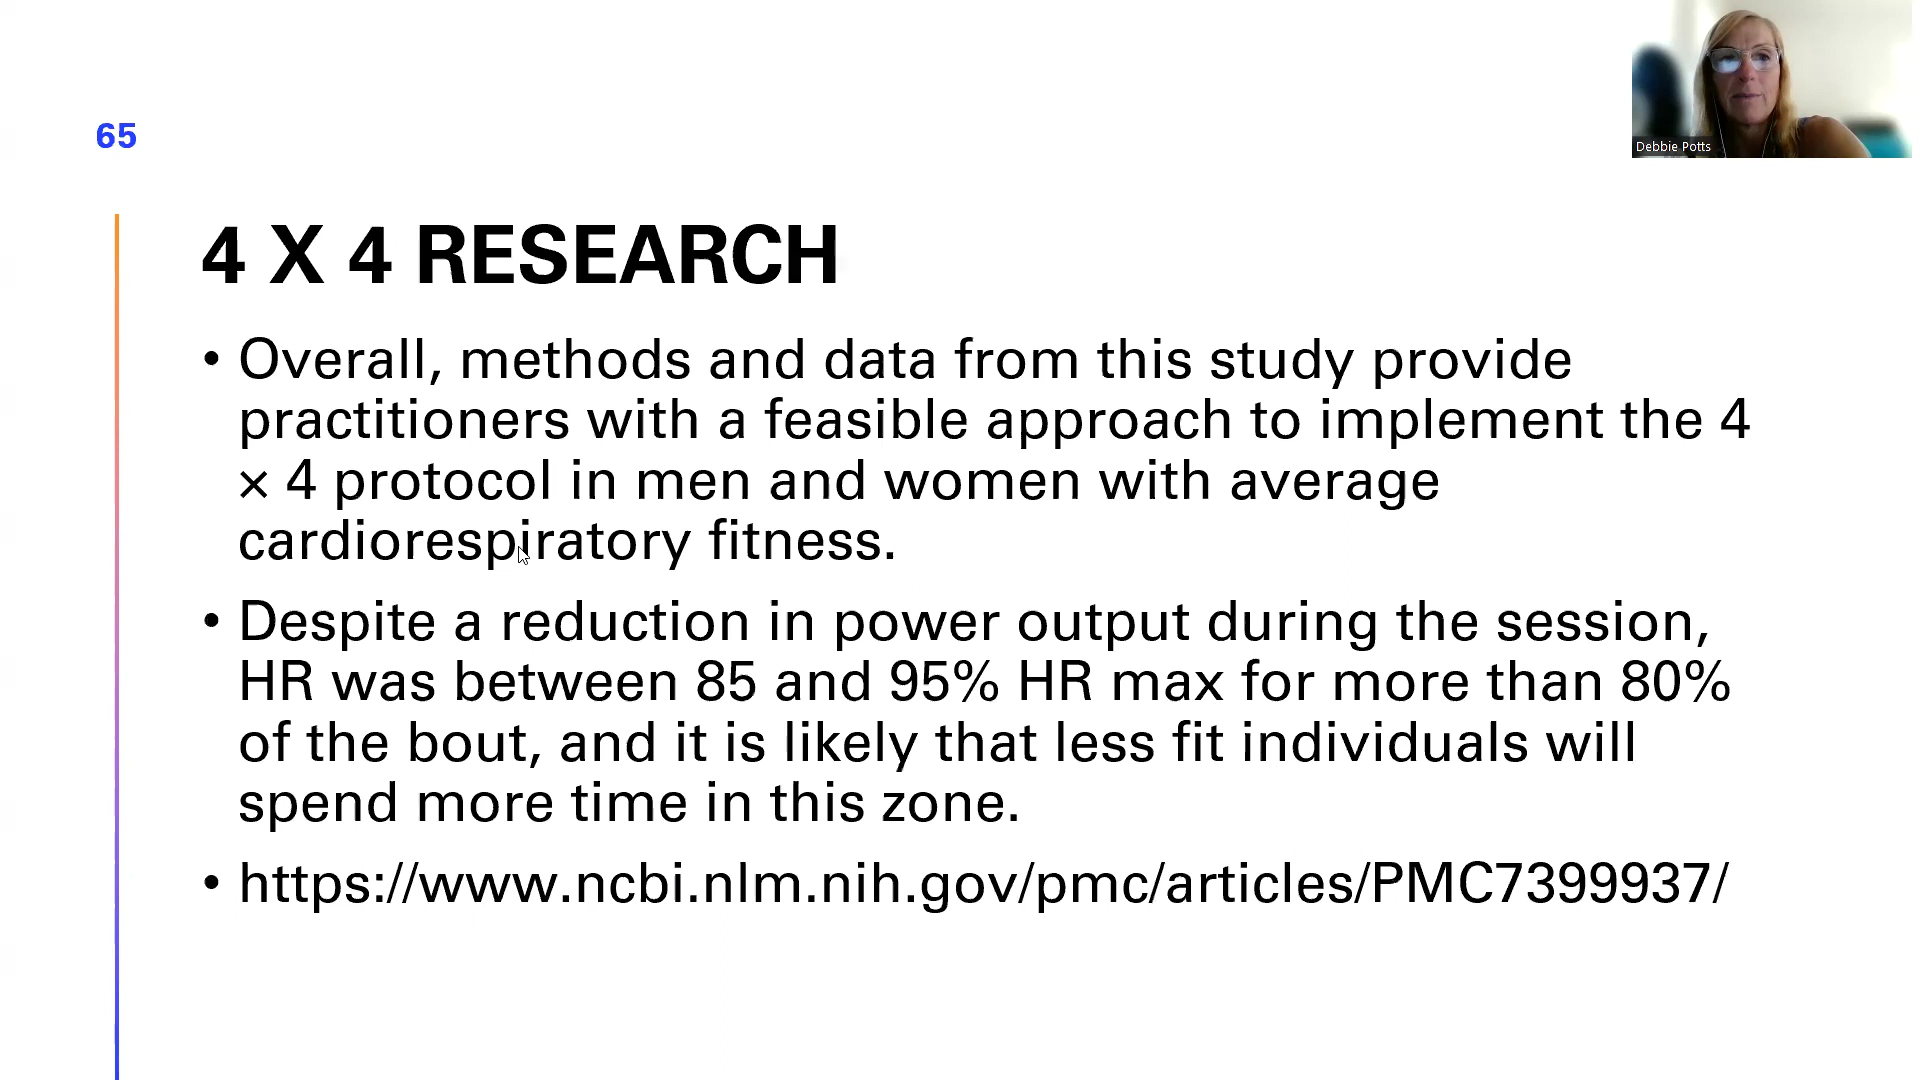 65
Debbie Potts
4 X 4 RESEARCH
• Overall, methods and data from this study provide
practitioners with a feasible approach to implement the 4
× 4 protocol in men and women with average
cardiorespiratory fitness.
• Despite a reduction in power output during the session,
HR was between 85 and 95% HR max for more than 80%
of the bout, and it is likely that less fit individuals will
spend more time in this zone.
• https://www.ncbi.nlm.nih.gov/pmc/articles/PMC7399937/